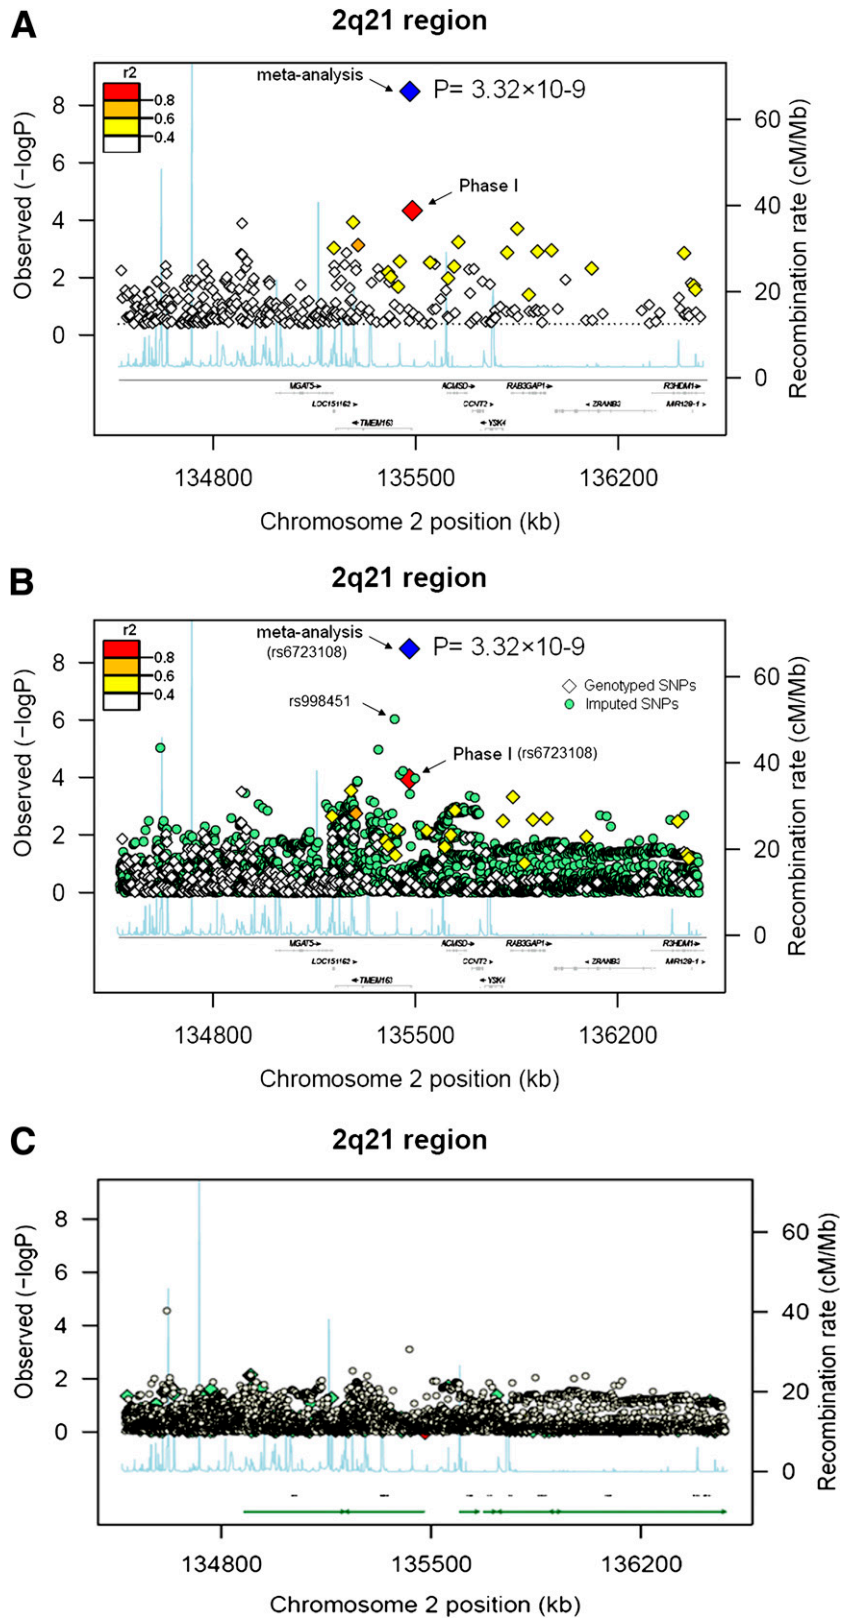 A
2q21 region
r2
0.8
0.6
0.4
meta-analysis
P= 3.32×10-9
Phase I
Observed (−logP)
8
6
4
2
0
Recombination rate (cM/Mb)
60
40
20
0
MGAT5
ACMSD
RAB3GAP1
R3HDM1
LOC151162
CCNT2
ZRANB3
MIR128-1
TMEM163
YSK4
134800
135500
136200
Chromosome 2 position (kb)
B
2q21 region
r2
0.8
0.6
0.4
meta-analysis
(rs6723108)
P= 3.32×10-9
Genotyped SNPs
Imputed SNPs
rs998451
Phase I (rs6723108)
Observed (−logP)
8
6
4
2
0
Recombination rate (cM/Mb)
60
40
20
0
MGAT5
ACMSD
RAB3GAP1
R3HDM1
LOC151162
CCNT2
ZRANB3
MIR128-1
TMEM163
YSK4
134800
135500
136200
Chromosome 2 position (kb)
C
2q21 region
Observed (−logP)
8
6
4
2
0
Recombination rate (cM/Mb)
60
40
20
0
134800
135500
136200
Chromosome 2 position (kb)